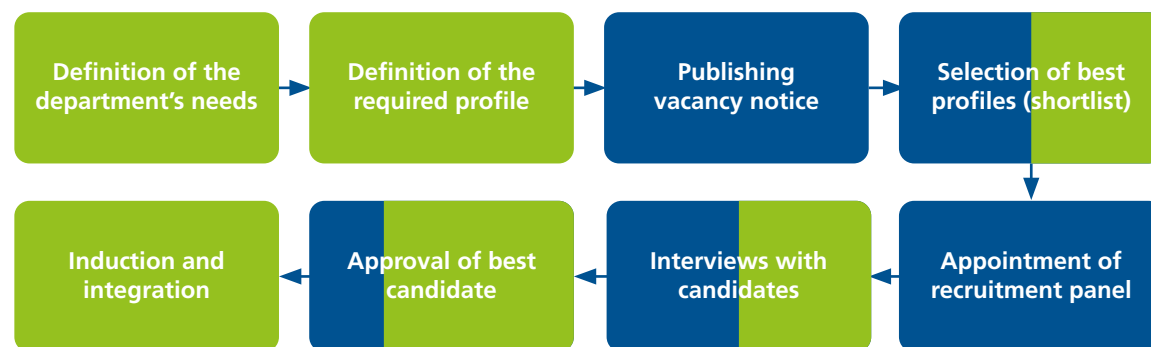 Definition of the
department’s needs
Definition of the
required profile
Publishing
vacancy notice
Selection of best
profiles (shortlist)
Appointment of
recruitment panel
Interviews with
candidates
Approval of best
candidate
Induction and
integration